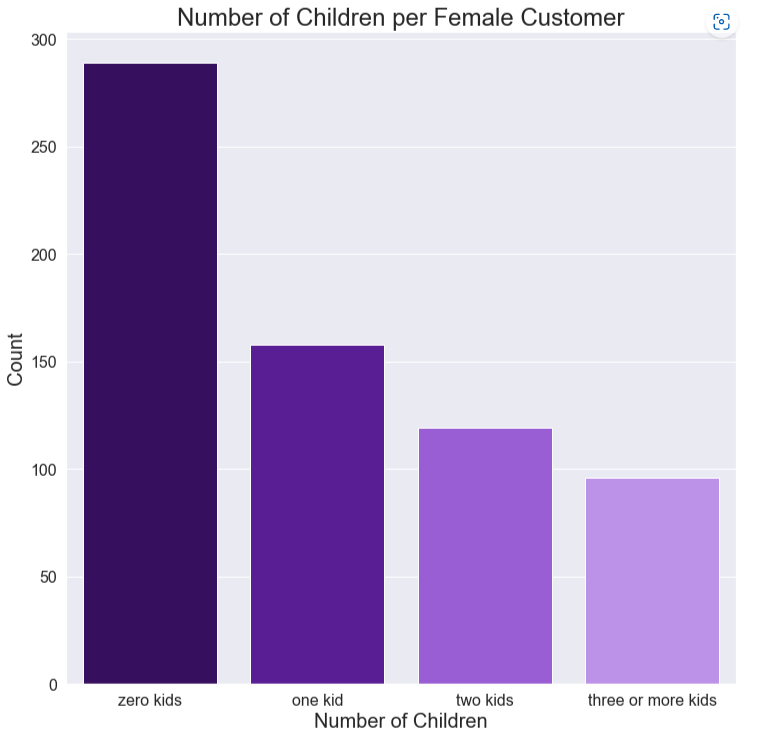 Number of Children per Female Customer
300
250
200
150
100
50
0
Count
zero kids
one kid
two kids
three or more kids
Number of Children